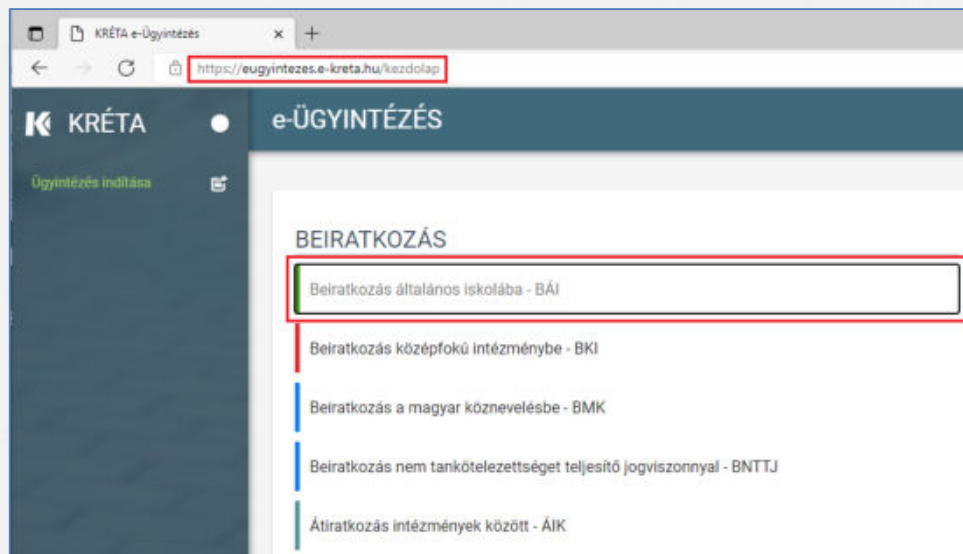 KRÉTA e-Ügyintézés
https://eugyintezes.e-kreta.hu/kezdolap
KRÉTA
e-ÜGYINTÉZÉS
Ügyintézés indítása
BEIRATKOZÁS
Beiratkozás általános iskolába - BÁI
Beiratkozás középfokú intézménybe - BKI
Beiratkozás a magyar köznevelésbe - BMK
Beiratkozás nem tankötelezettséget teljesítő jogviszonnyal - BNTTJ
Átiratkozás intézmények között - ÁIK